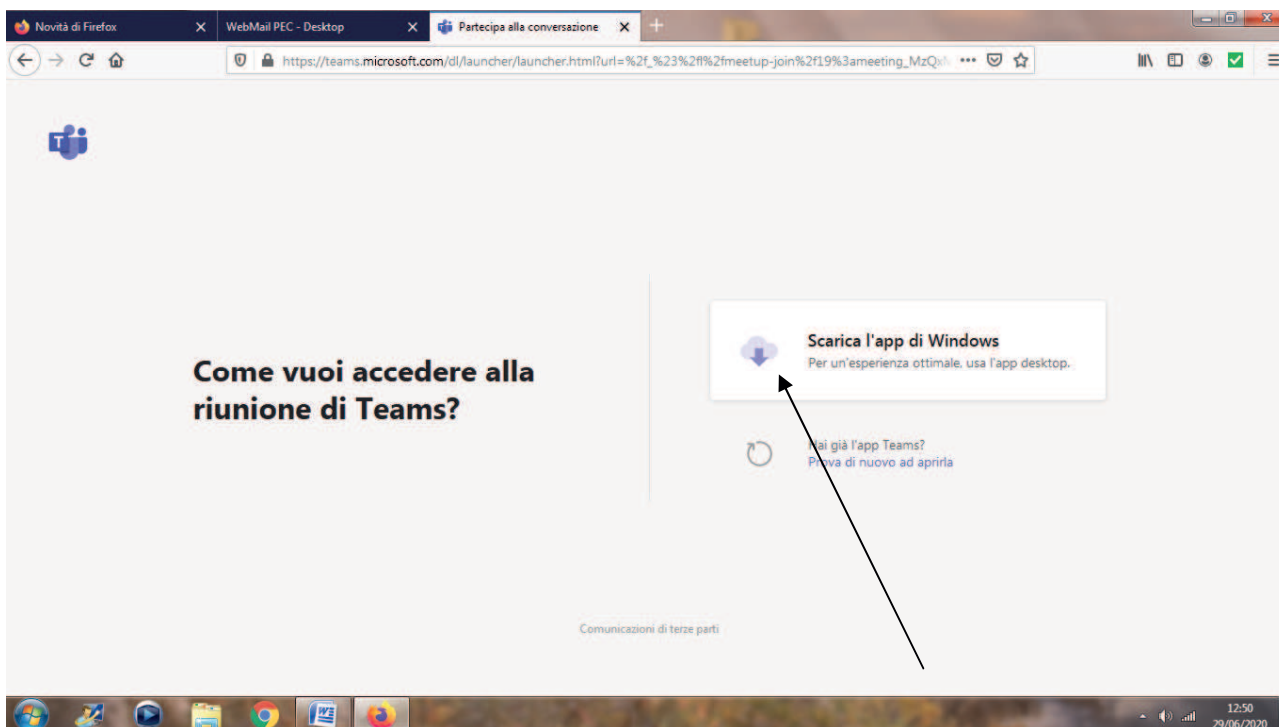 Novità di Firefox
WebMail PEC - Desktop
Partecipa alla conversazione
https://teams.microsoft.com/dl/launcher/launcher.html?url=%2f_%23%2fl%2fmeetup-join%2f19%3ameeting_MzQx
Come vuoi accedere alla
riunione di Teams?
Scarica l'app di Windows
Per un'esperienza ottimale, usa l'app desktop.
Hai già l'app Teams?
Prova di nuovo ad aprirla
Comunicazioni di terze parti
12:50
29/06/2020